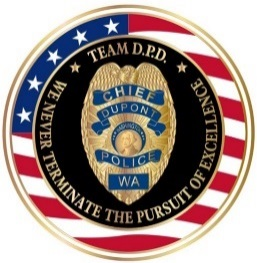 TEAM D.P.D.
WE NEVER TERMINATE THE PURSUIT OF EXCELLENCE
CHIEF
DUPONT
POLICE
WA